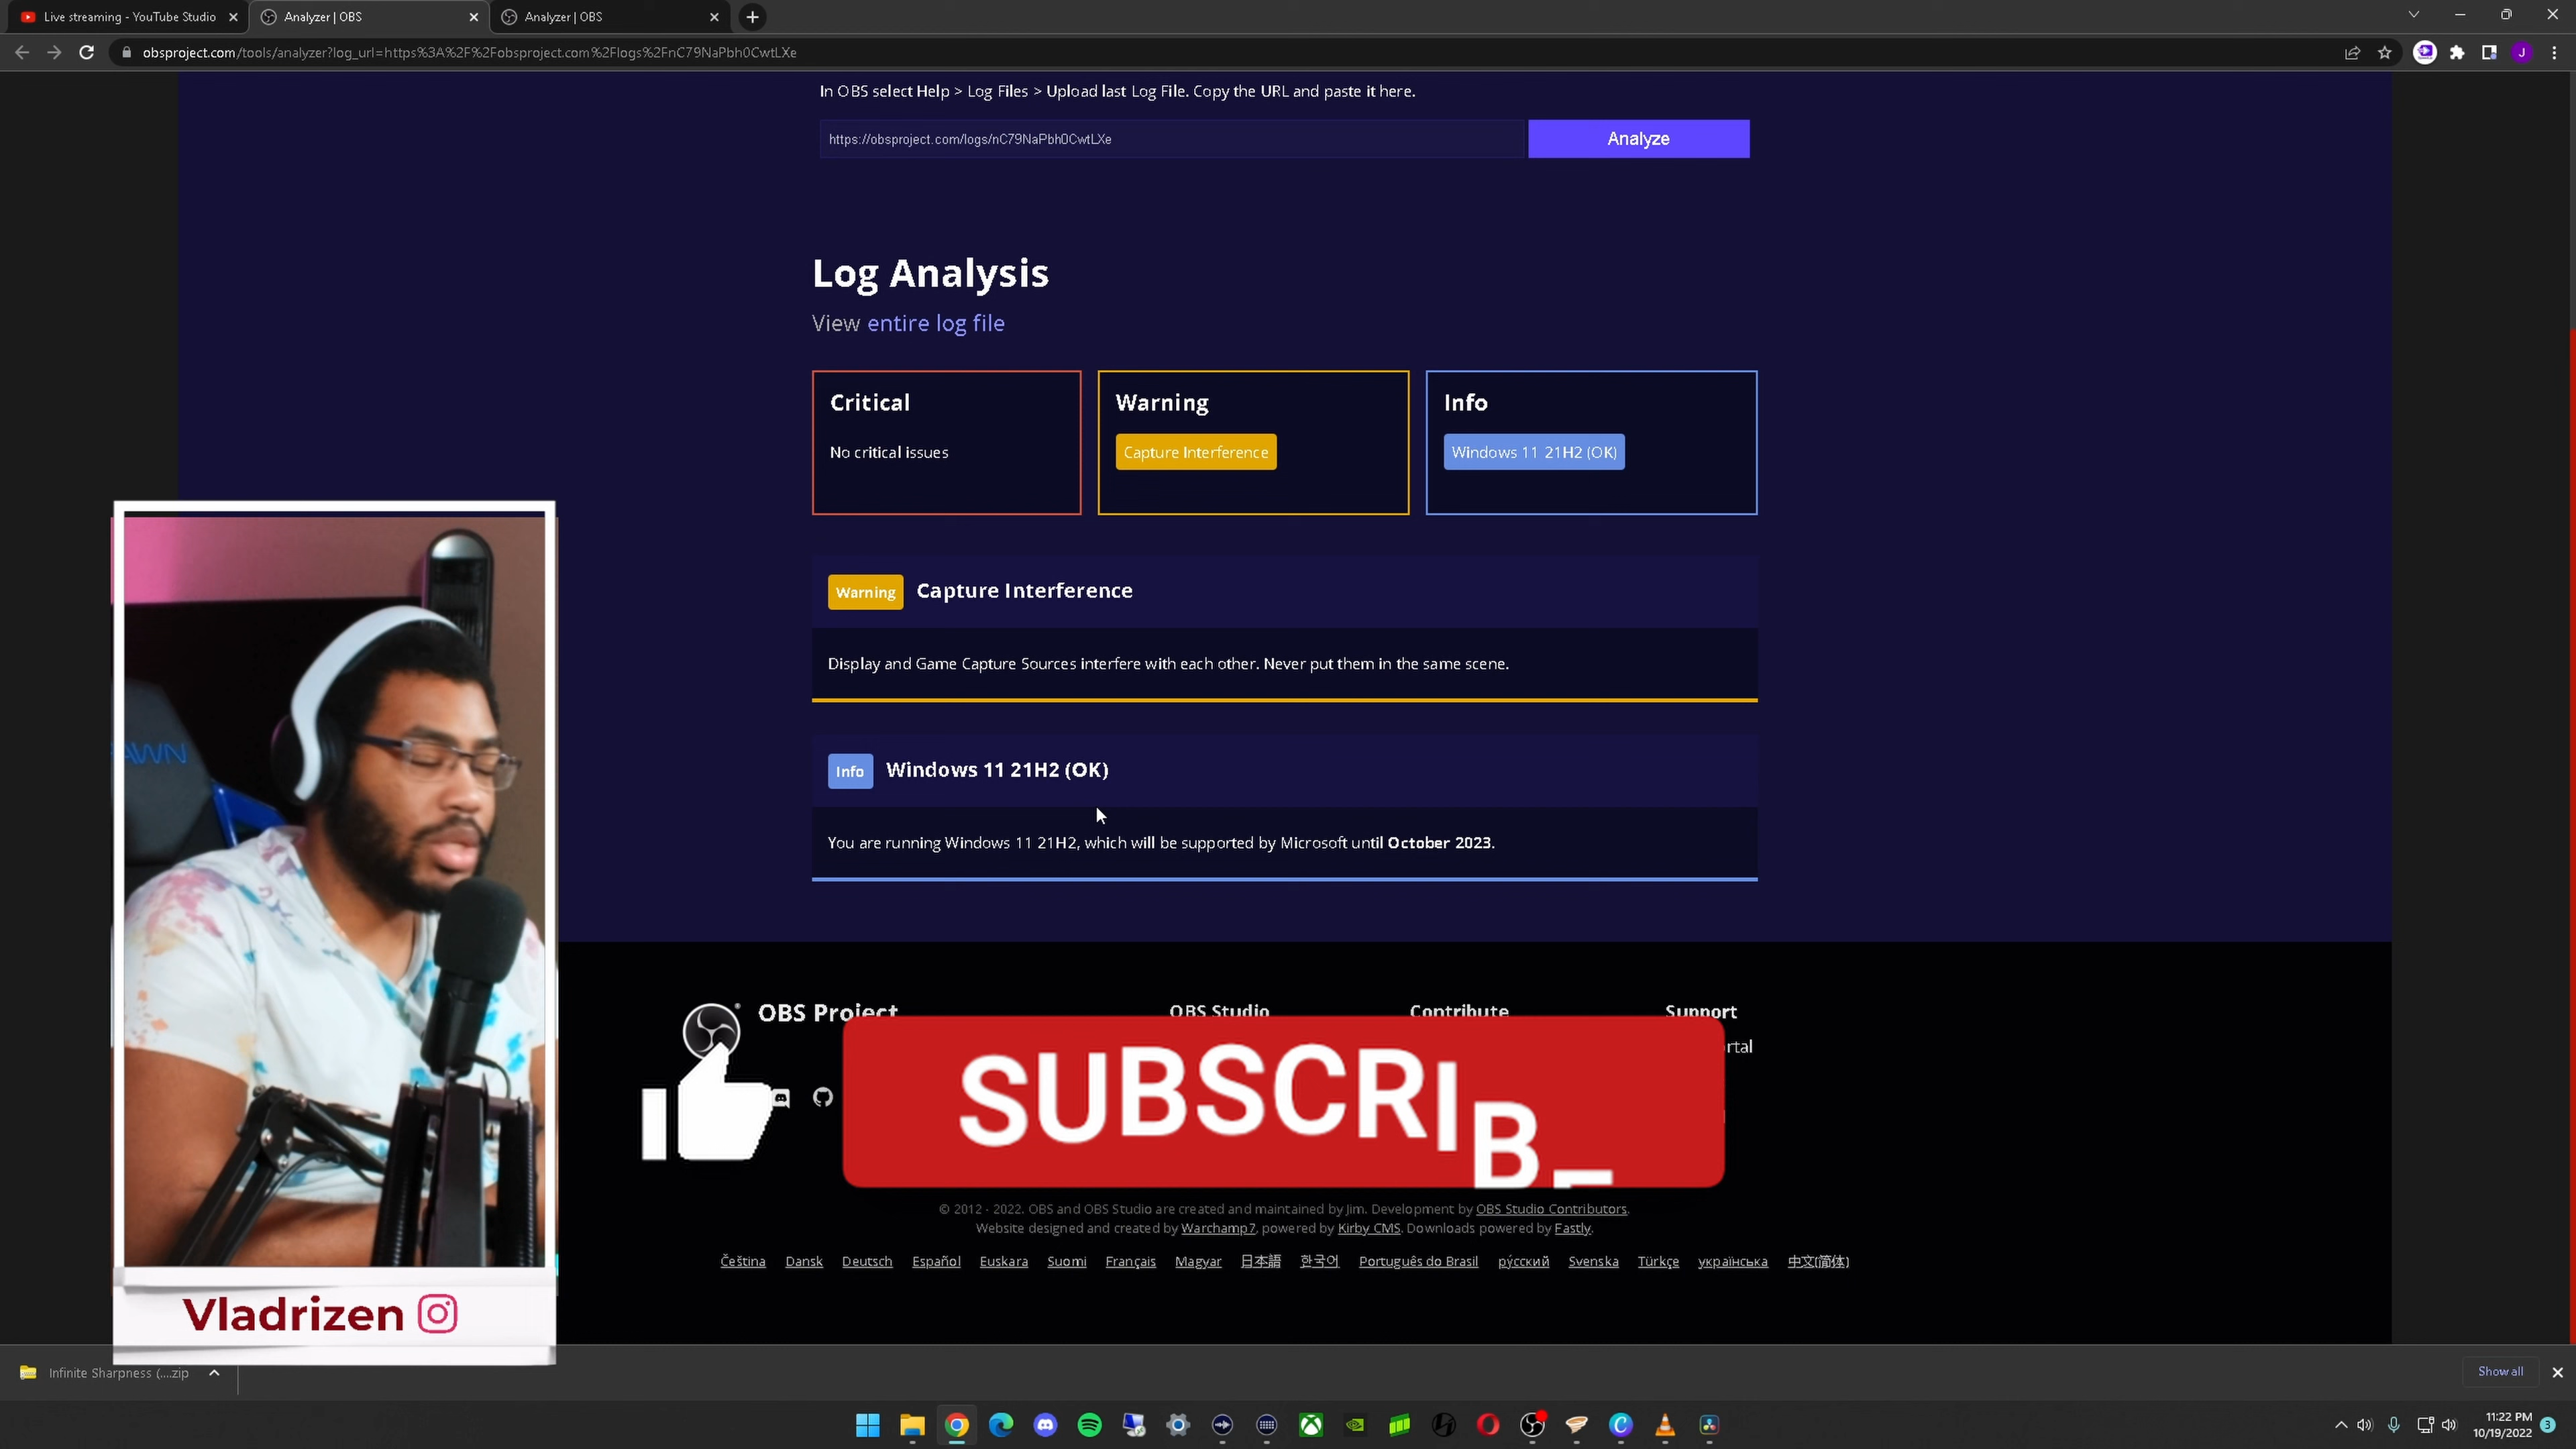 Live streaming - YouTube Studio
Analyzer | OBS
Analyzer | OBS
obsproject.com/tools/analyzer?log_url=https%3A%2F%2Fobsproject.com%2Flogs%2FnC79NaPbh0CwtLXe
J
In OBS select Help > Log Files > Upload last Log File. Copy the URL and paste it here.
https://obsproject.com/logs/nC79NaPbh0CwtLXe
Analyze
Log Analysis
View entire log file
Critical
Warning
Info
No critical issues
Capture Interference
Windows 11 21H2 (OK)
Warning Capture Interference
Display and Game Capture Sources interfere with each other. Never put them in the same scene.
Info Windows 11 21H2 (OK)
You are running Windows 11 21H2, which will be supported by Microsoft until October 2023.
OBS Project
OBS Studio
Contribute
Support
rtal
SUBSCRIBE
© 2012 - 2022. OBS and OBS Studio are created and maintained by Jim. Development by OBS Studio Contributors.
Website designed and created by Warchamp7, powered by Kirby CMS. Downloads powered by Fastly.
Čeština Dansk Deutsch Español Euskara Suomi Français Magyar 日本語 한국어 Português do Brasil ру́сский Svenska Türkçe українська 中文(简体)
Vladrizen
Infinite Sharpness (....zip
Show all
11:22 PM
10/19/2022
3